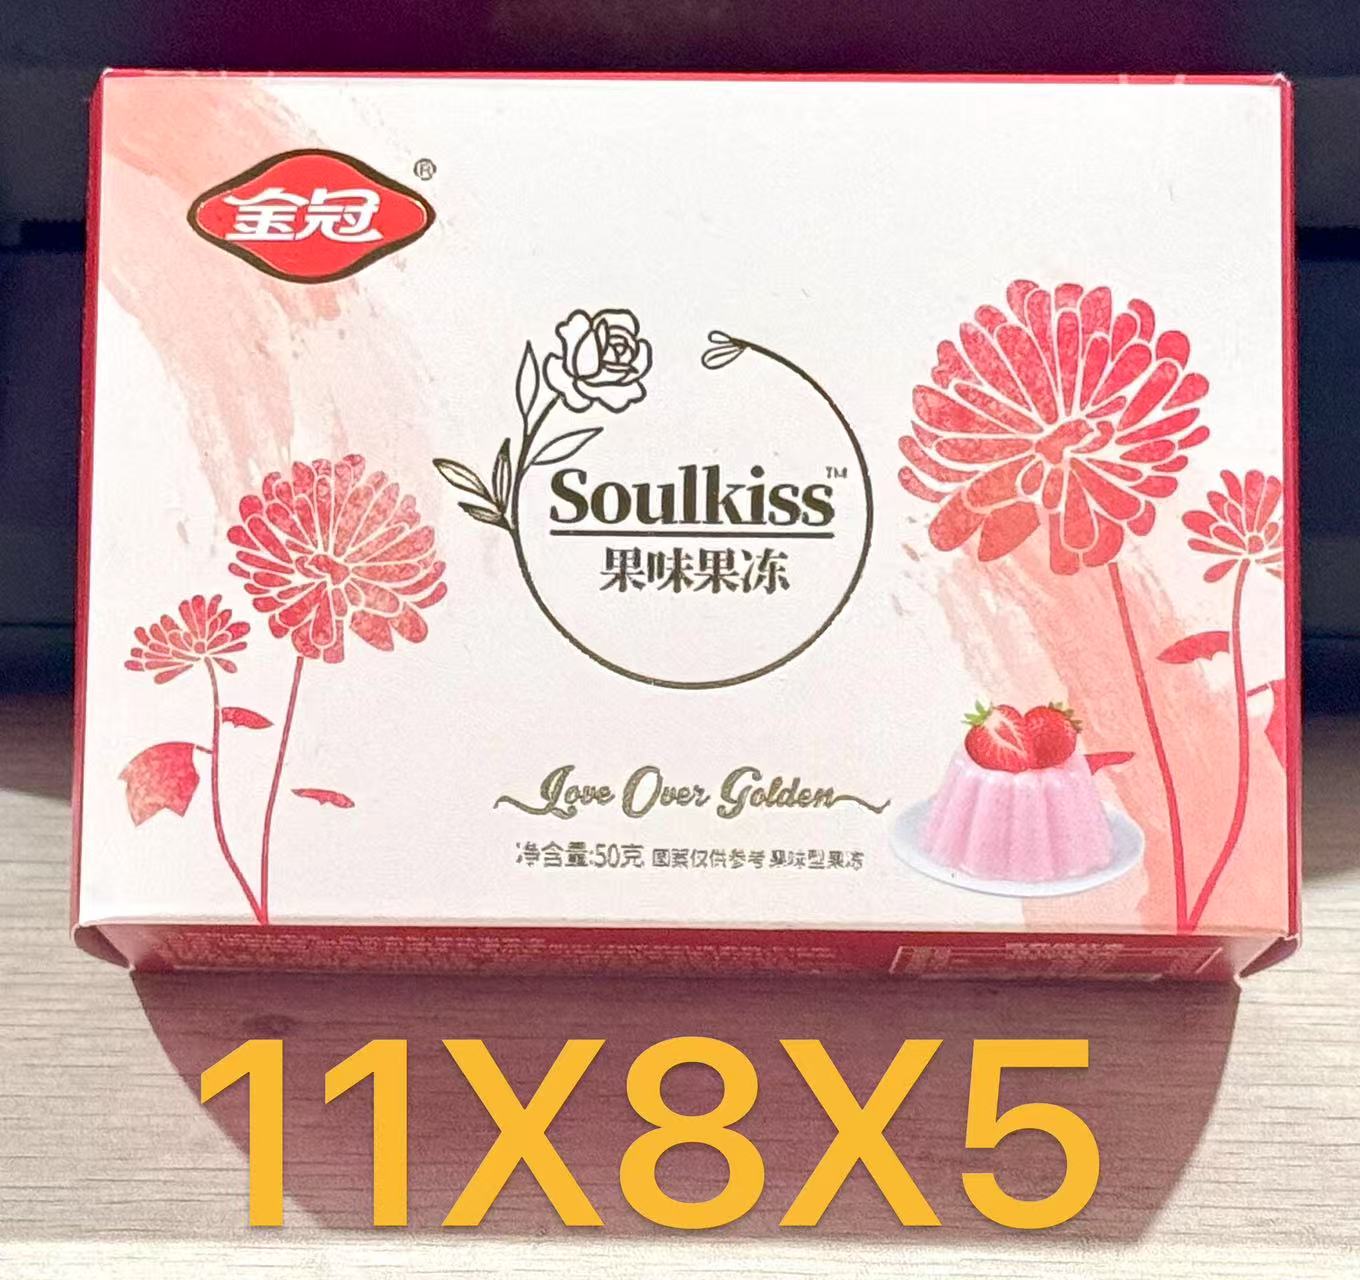 金冠®
Soulkiss™
果味果冻
Love Over Golden
净含量:50克 图案仅供参考 果味型果冻
11X8X5